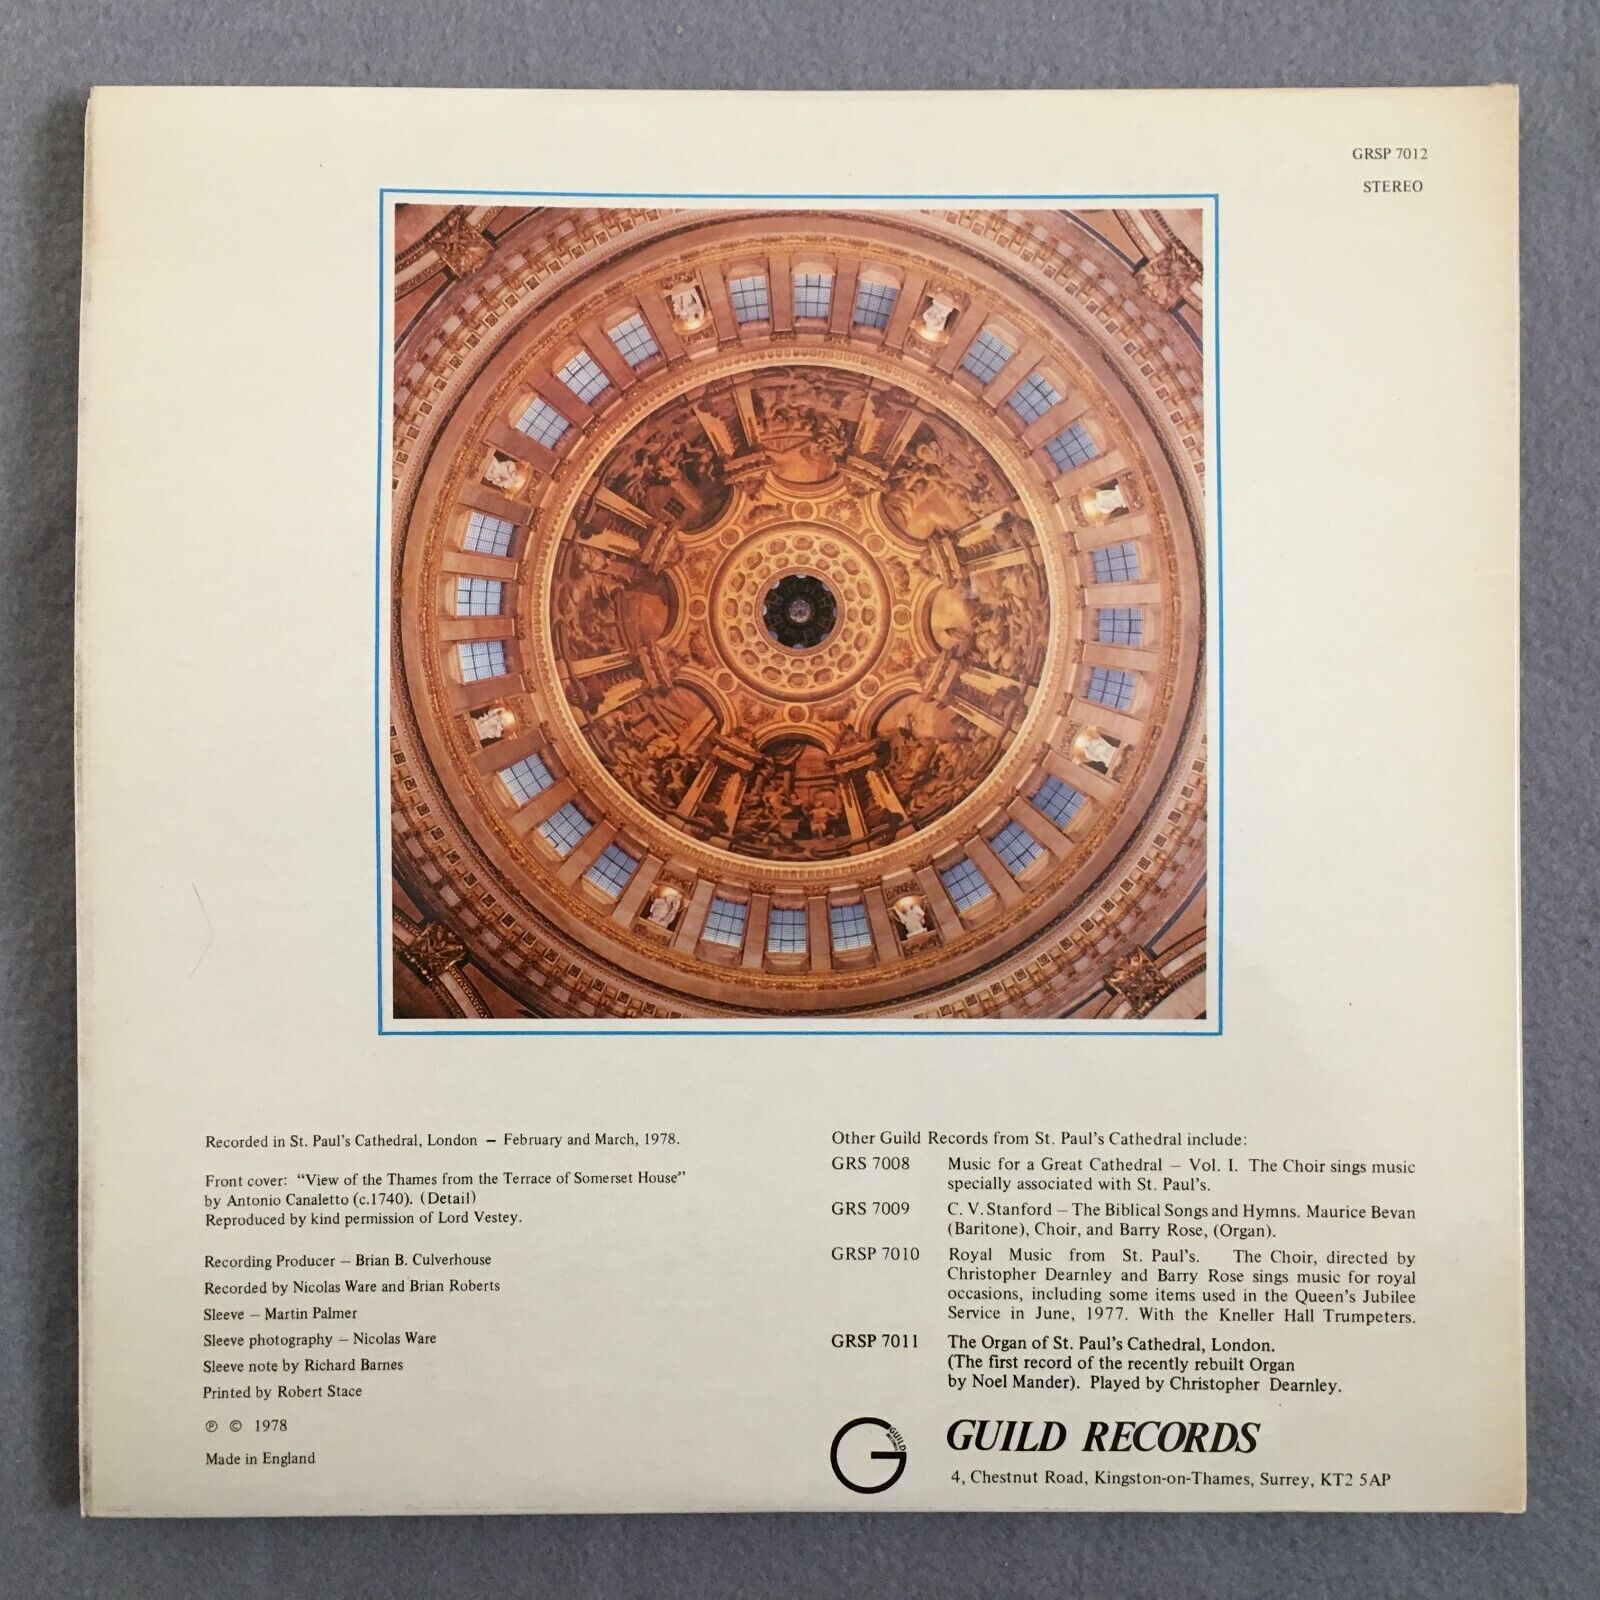 GRSP 7012
STEREO
Recorded in St. Paul's Cathedral, London – February and March, 1978.
Front cover: "View of the Thames from the Terrace of Somerset House"
by Antonio Canaletto (c.1740). (Detail)
Reproduced by kind permission of Lord Vestey.
Recording Producer – Brian B. Culverhouse
Recorded by Nicolas Ware and Brian Roberts
Sleeve – Martin Palmer
Sleeve photography – Nicolas Ware
Sleeve note by Richard Barnes
Printed by Robert Stace
℗ © 1978
Made in England
Other Guild Records from St. Paul's Cathedral include:
GRS 7008 Music for a Great Cathedral – Vol. I. The Choir sings music
specially associated with St. Paul's.
GRS 7009 C. V. Stanford – The Biblical Songs and Hymns. Maurice Bevan
(Baritone), Choir, and Barry Rose, (Organ).
GRSP 7010 Royal Music from St. Paul's. The Choir, directed by
Christopher Dearnley and Barry Rose sings music for royal
occasions, including some items used in the Queen's Jubilee
Service in June, 1977. With the Kneller Hall Trumpeters.
GRSP 7011 The Organ of St. Paul's Cathedral, London.
(The first record of the recently rebuilt Organ
by Noel Mander). Played by Christopher Dearnley.
G GUILD RECORDS
GUILD RECORDS
4, Chestnut Road, Kingston-on-Thames, Surrey, KT2 5AP